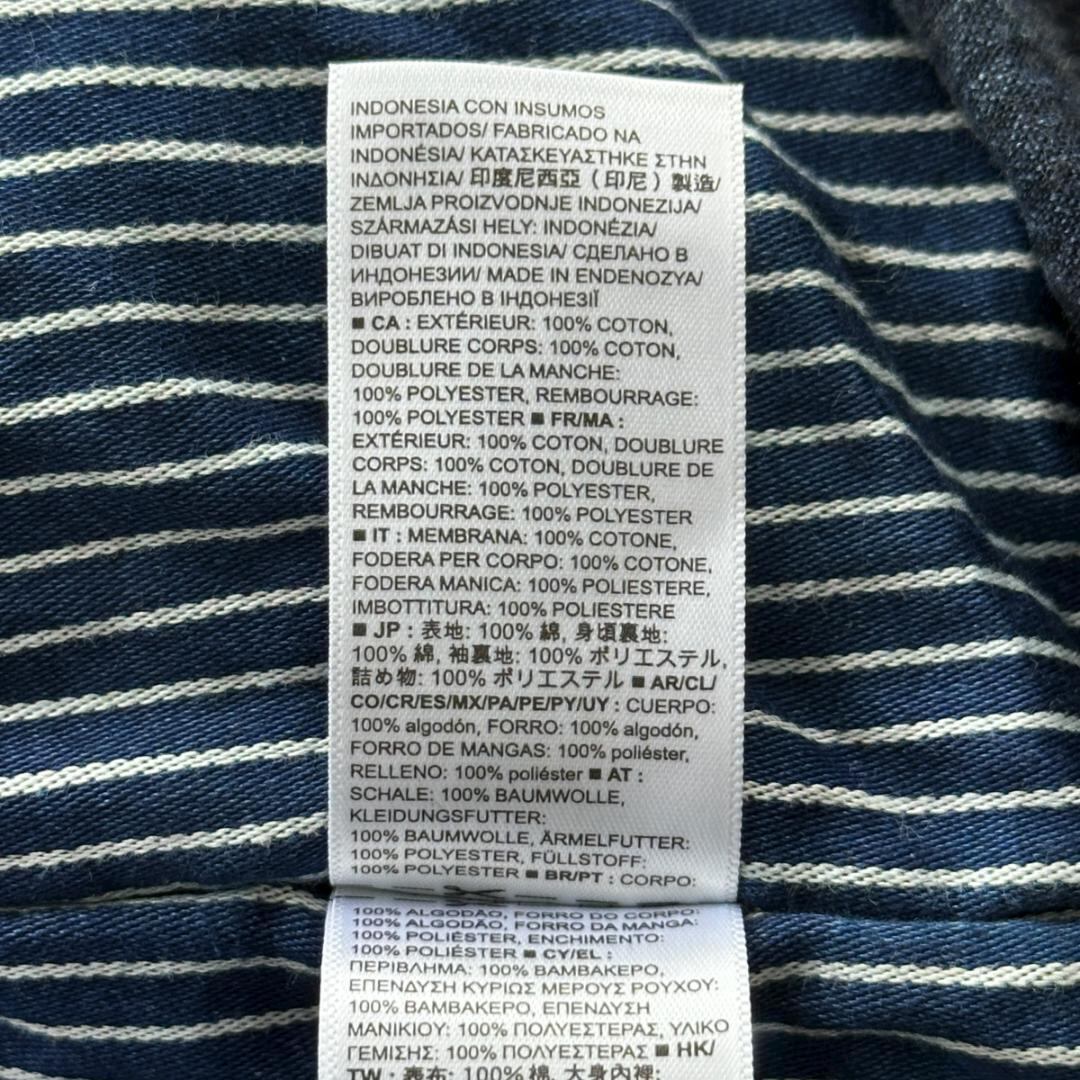 INDONESIA CON INSUMOS
IMPORTADOS/ FABRICADO NA
INDONÉSIA/ ΚΑΤΑΣΚΕΥΑΣΤΗΚΕ ΣΤΗΝ
ΙΝΔΟΝΗΣΙΑ/ 印度尼西亞（印尼）製造/
ZEMLJA PROIZVODNJE INDONEZIJA/
SZÁRMAZÁSI HELY: INDONÉZIA/
DIBUAT DI INDONESIA/ СДЕЛАНО В
ИНДОНЕЗИИ/ MADE IN ENDENOZYA/
ВИРОБЛЕНО В ІНДОНЕЗІЇ
■ CA : EXTÉRIEUR: 100% COTON,
DOUBLURE CORPS: 100% COTON,
DOUBLURE DE LA MANCHE:
100% POLYESTER, REMBOURRAGE:
100% POLYESTER ■ FR/MA :
EXTÉRIEUR: 100% COTON, DOUBLURE
CORPS: 100% COTON, DOUBLURE DE
LA MANCHE: 100% POLYESTER,
REMBOURRAGE: 100% POLYESTER
■ IT : MEMBRANA: 100% COTONE,
FODERA PER CORPO: 100% COTONE,
FODERA MANICA: 100% POLIESTERE,
IMBOTTITURA: 100% POLIESTERE
■ JP : 表地: 100% 綿, 身頃裏地:
100% 綿, 袖裏地: 100% ポリエステル,
詰め物: 100% ポリエステル ■ AR/CL/
CO/CR/ES/MX/PA/PE/PY/UY : CUERPO:
100% algodón, FORRO: 100% algodón,
FORRO DE MANGAS: 100% poliéster,
RELLENO: 100% poliéster ■ AT :
SCHALE: 100% BAUMWOLLE,
KLEIDUNGSFUTTER:
100% BAUMWOLLE, ÄRMELFUTTER:
100% POLYESTER, FÜLLSTOFF:
100% POLYESTER ■ BR/PT : CORPO:
100% ALGODÃO, FORRO DO CORPO:
100% ALGODÃO, FORRO DA MANGA:
100% POLIÉSTER, ENCHIMENTO:
100% POLIÉSTER ■ CY/EL :
ΠΕΡΙΒΛΗΜΑ: 100% ΒΑΜΒΑΚΕΡΟ,
ΕΠΕΝΔΥΣΗ ΚΥΡΙΩΣ ΜΕΡΟΥΣ ΡΟΥΧΟΥ:
100% ΒΑΜΒΑΚΕΡΟ, ΕΠΕΝΔΥΣΗ
ΜΑΝΙΚΙΟΥ: 100% ΠΟΛΥΕΣΤΕΡΑΣ, ΥΛΙΚΟ
ΓΕΜΙΣΗΣ: 100% ΠΟΛΥΕΣΤΕΡΑΣ ■ HK/
TW : 表布: 100% 棉, 大身內裡: